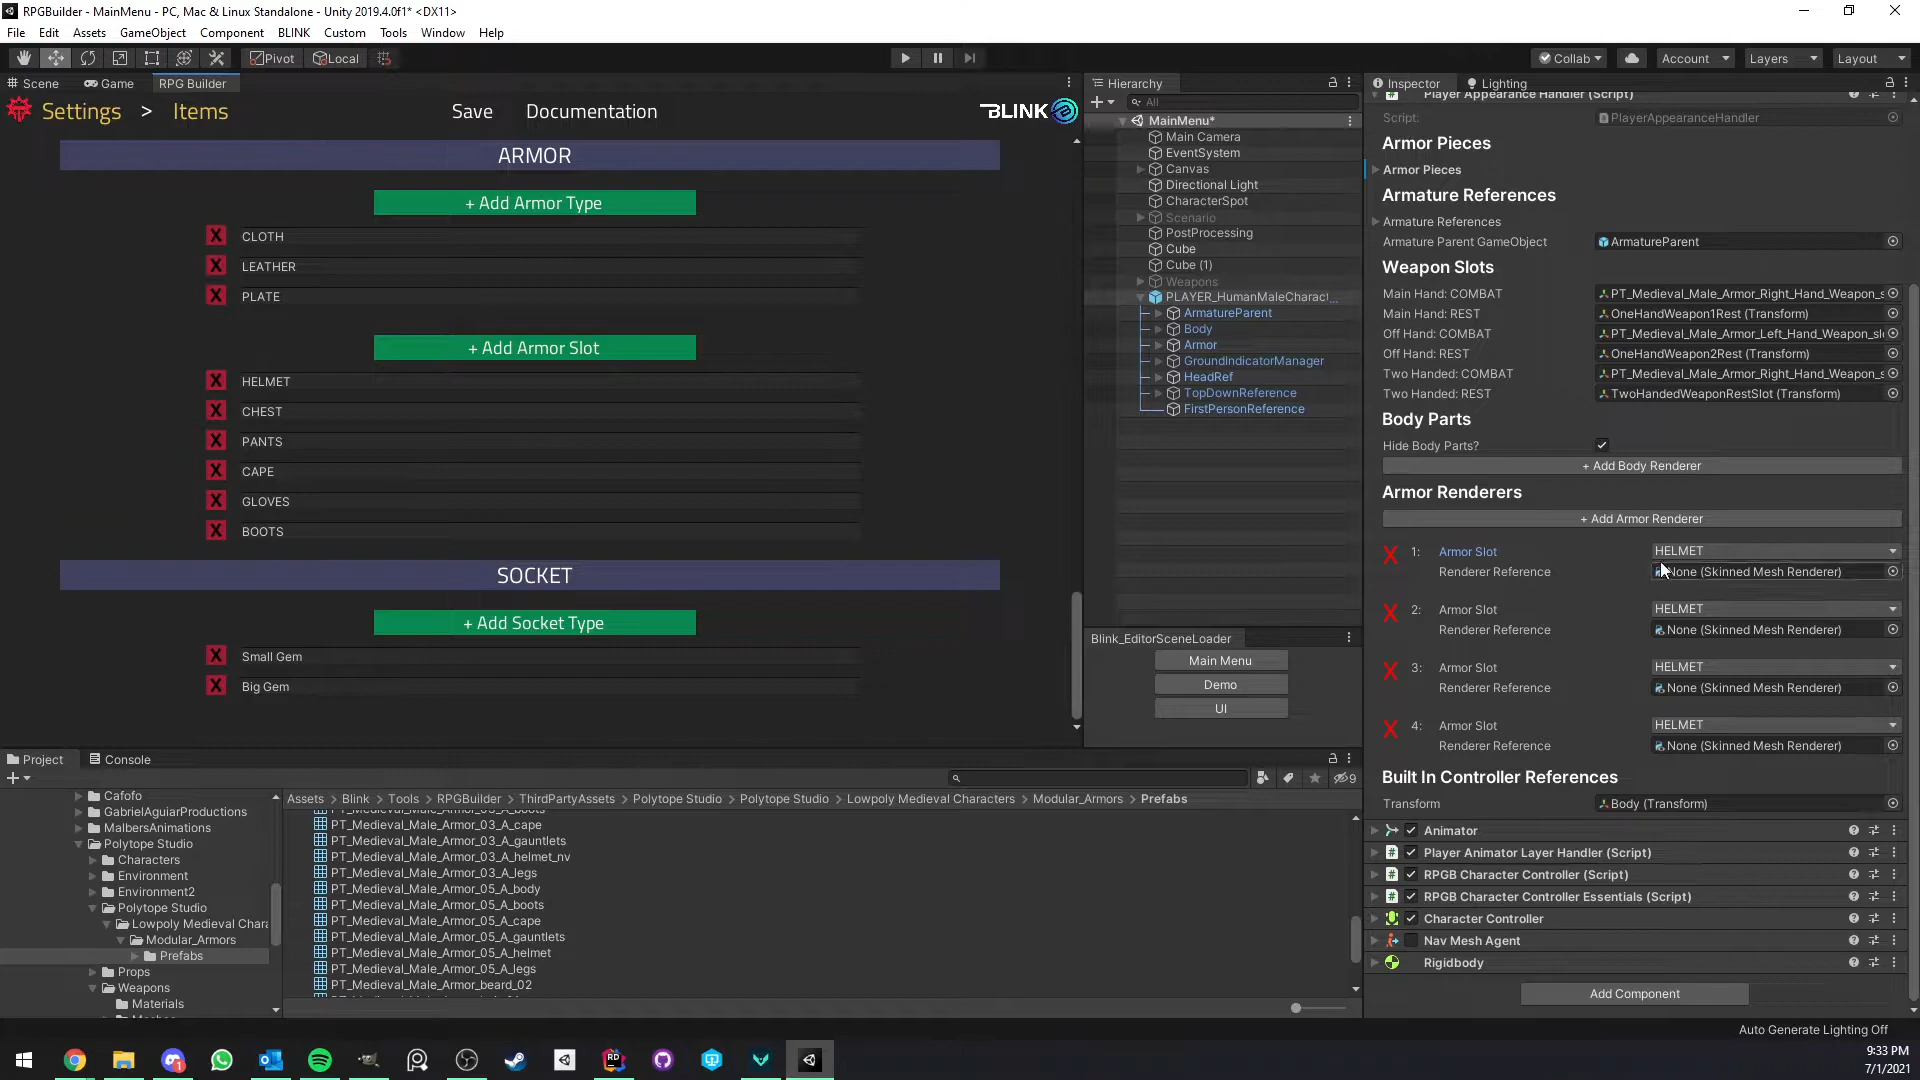 RPGBuilder - MainMenu - PC, Mac & Linux Standalone - Unity 2019.4.0f1* <DX11>
File Edit Assets GameObject Component BLINK Custom Tools Window Help
Pivot Local Collab Account Layers Layout
Scene Game RPG Builder
Settings > Items Save Documentation BLINK
ARMOR
+ Add Armor Type
X CLOTH
X LEATHER
X PLATE
+ Add Armor Slot
X HELMET
X CHEST
X PANTS
X CAPE
X GLOVES
X BOOTS
SOCKET
+ Add Socket Type
X Small Gem
X Big Gem
Hierarchy
All
MainMenu*
Main Camera
EventSystem
Canvas
Directional Light
CharacterSpot
Scenario
PostProcessing
Cube
Cube (1)
Weapons
PLAYER_HumanMaleCharact...
ArmatureParent
Body
Armor
GroundIndicatorManager
HeadRef
TopDownReference
FirstPersonReference
Blink_EditorSceneLoader
Main Menu
Demo
UI
Inspector Lighting
Player Appearance Handler (Script)
Script: PlayerAppearanceHandler
Armor Pieces
Armor Pieces
Armature References
Armature References
Armature Parent GameObject ArmatureParent
Weapon Slots
Main Hand: COMBAT PT_Medieval_Male_Armor_Right_Hand_Weapon_s
Main Hand: REST OneHandWeapon1Rest (Transform)
Off Hand: COMBAT PT_Medieval_Male_Armor_Left_Hand_Weapon_sl
Off Hand: REST OneHandWeapon2Rest (Transform)
Two Handed: COMBAT PT_Medieval_Male_Armor_Right_Hand_Weapon_s
Two Handed: REST TwoHandedWeaponRestSlot (Transform)
Body Parts
Hide Body Parts?
+ Add Body Renderer
Armor Renderers
+ Add Armor Renderer
X 1: Armor Slot HELMET
Renderer Reference None (Skinned Mesh Renderer)
X 2: Armor Slot HELMET
Renderer Reference None (Skinned Mesh Renderer)
X 3: Armor Slot HELMET
Renderer Reference None (Skinned Mesh Renderer)
X 4: Armor Slot HELMET
Renderer Reference None (Skinned Mesh Renderer)
Built In Controller References
Transform Body (Transform)
Animator
Player Animator Layer Handler (Script)
RPGB Character Controller (Script)
RPGB Character Controller Essentials (Script)
Character Controller
Nav Mesh Agent
Rigidbody
Add Component
Project Console
9
Cafofo
GabrielAguiarProductions
MalbersAnimations
Polytope Studio
Characters
Environment
Environment2
Polytope Studio
Lowpoly Medieval Chara
Modular_Armors
Prefabs
Props
Weapons
Materials
Assets > Blink > Tools > RPGBuilder > ThirdPartyAssets > Polytope Studio > Polytope Studio > Lowpoly Medieval Characters > Modular_Armors > Prefabs
PT_Medieval_Male_Armor_03_A_cape
PT_Medieval_Male_Armor_03_A_gauntlets
PT_Medieval_Male_Armor_03_A_helmet_nv
PT_Medieval_Male_Armor_03_A_legs
PT_Medieval_Male_Armor_05_A_body
PT_Medieval_Male_Armor_05_A_boots
PT_Medieval_Male_Armor_05_A_cape
PT_Medieval_Male_Armor_05_A_gauntlets
PT_Medieval_Male_Armor_05_A_helmet
PT_Medieval_Male_Armor_05_A_legs
PT_Medieval_Male_Armor_beard_02
Auto Generate Lighting Off
9:33 PM
7/1/2021